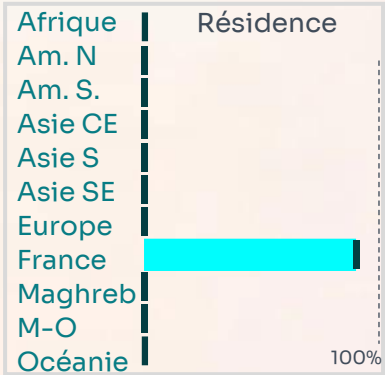 Résidence
Afrique
Am. N
Am. S.
Asie CE
Asie S
Asie SE
Europe
France
Maghreb
M-O
Océanie
100%